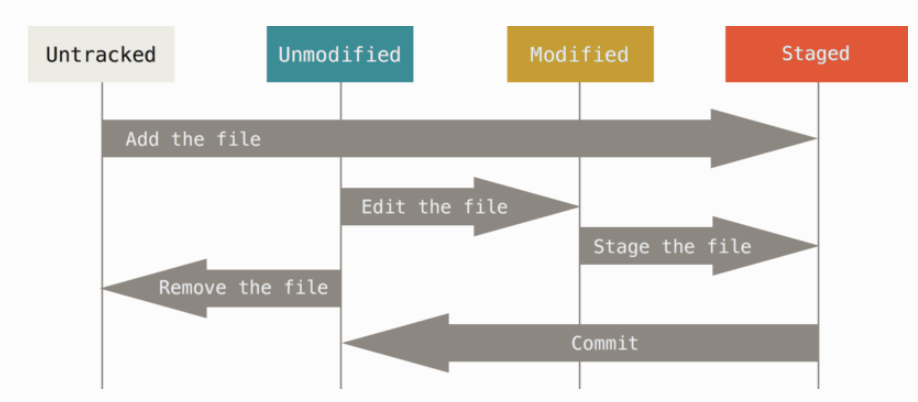 Untracked
Unmodified
Modified
Staged
Add the file
Edit the file
Stage the file
Remove the file
Commit